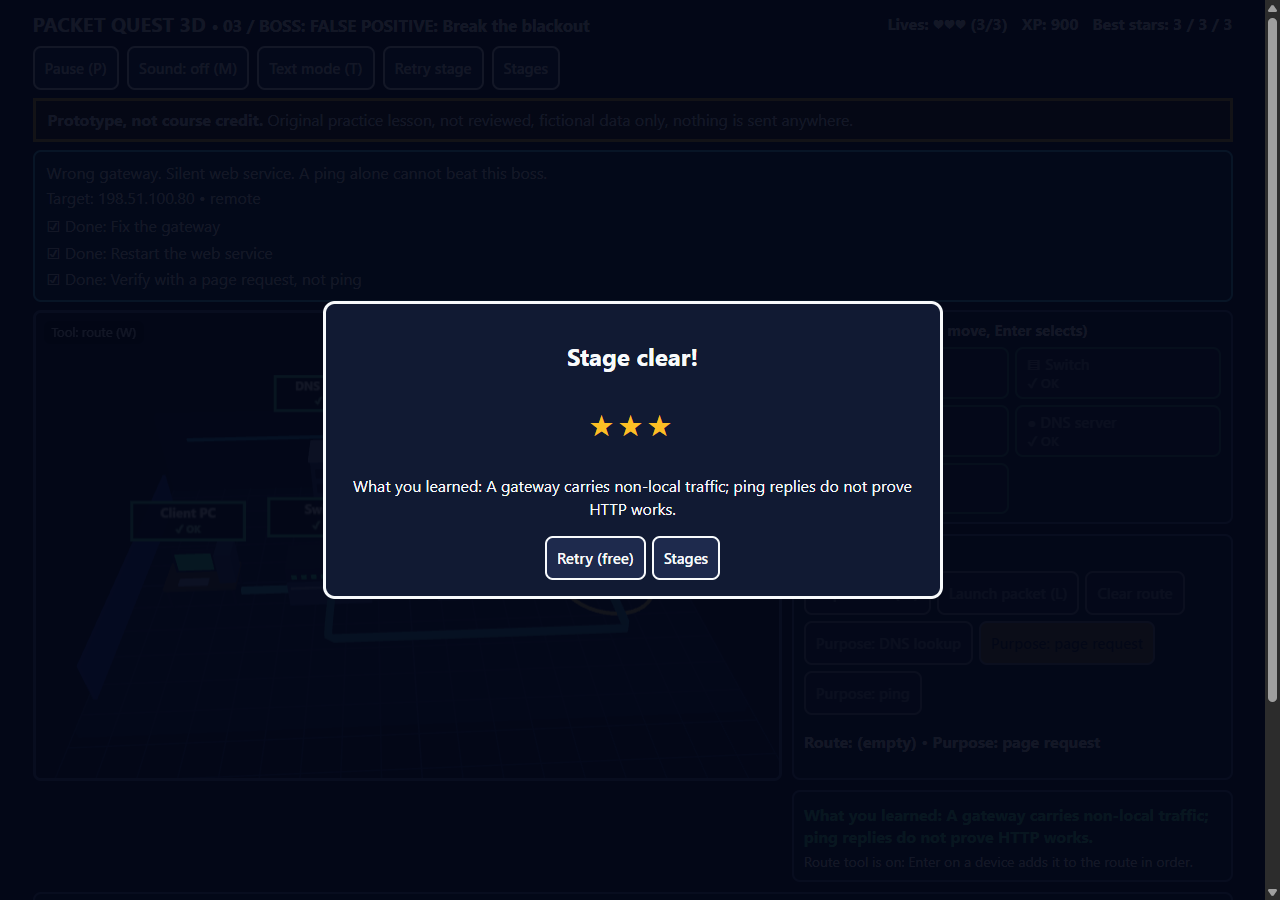 PACKET QUEST 3D • 03 / BOSS: FALSE POSITIVE: Break the blackout
Lives: ♥♥♥ (3/3) XP: 900 Best stars: 3 / 3 / 3
Pause (P) Sound: off (M) Text mode (T) Retry stage Stages
Prototype, not course credit. Original practice lesson, not reviewed, fictional data only, nothing is sent anywhere.
Wrong gateway. Silent web service. A ping alone cannot beat this boss.
Target: 198.51.100.80 • remote
☑ Done: Fix the gateway
☑ Done: Restart the web service
☑ Done: Verify with a page request, not ping
Tool: route (W)
move, Enter selects)
Switch
✓ OK
DNS
● DNS server
✓ OK
Client PC
✓ OK
Stage clear!
★ ★ ★
What you learned: A gateway carries non-local traffic; ping replies do not prove
HTTP works.
Retry (free) Stages
Launch packet (L) Clear route
Purpose: DNS lookup Purpose: page request
Purpose: ping
Route: (empty) • Purpose: page request
What you learned: A gateway carries non-local traffic;
ping replies do not prove HTTP works.
Route tool is on: Enter on a device adds it to the route in order.